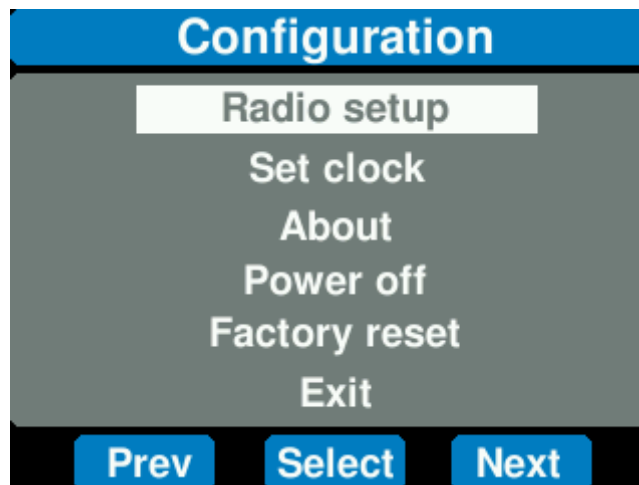 Configuration
Radio setup
Set clock
About
Power off
Factory reset
Exit
Prev Select Next